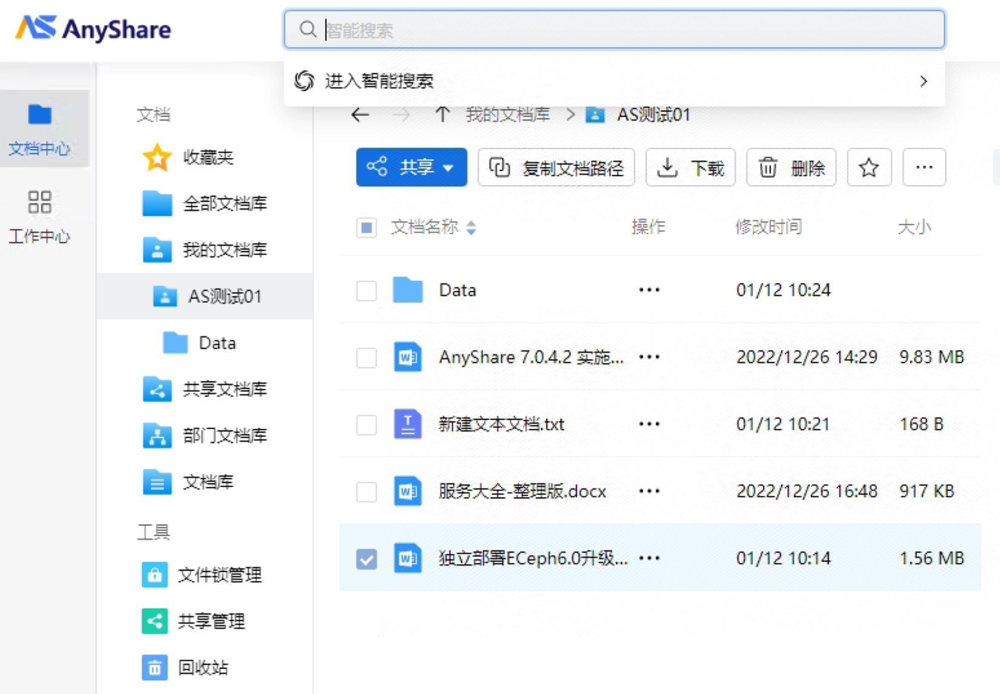 AnyShare
智能搜索
进入智能搜索
文档中心
工作中心
文档
收藏夹
全部文档库
我的文档库
AS测试01
Data
共享文档库
部门文档库
文档库
工具
文件锁管理
共享管理
回收站
我的文档库 > AS测试01
共享 复制文档路径 下载 删除 ...
文档名称 操作 修改时间 大小
Data ... 01/12 10:24
AnyShare 7.0.4.2 实施... ... 2022/12/26 14:29 9.83 MB
新建文本文档.txt ... 01/12 10:21 168 B
服务大全-整理版.docx ... 2022/12/26 16:48 917 KB
独立部署ECeph6.0升级... ... 01/12 10:14 1.56 MB